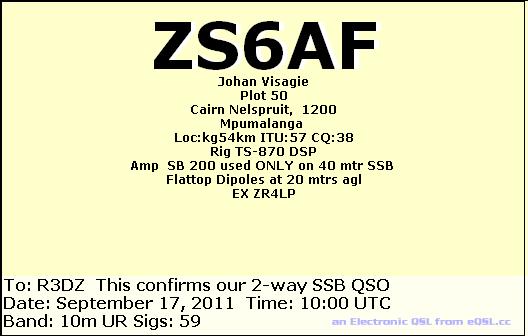 ZS6AF
Johan Visagie
Plot 50
Cairn Nelspruit, 1200
Mpumalanga
Loc:kg54km ITU:57 CQ:38
Rig TS-870 DSP
Amp SB 200 used ONLY on 40 mtr SSB
Flattop Dipoles at 20 mtrs agl
EX ZR4LP
To: R3DZ This confirms our 2-way SSB QSO
Date: September 17, 2011 Time: 10:00 UTC
Band: 10m UR Sigs: 59
an Electronic QSL from eQSL.cc